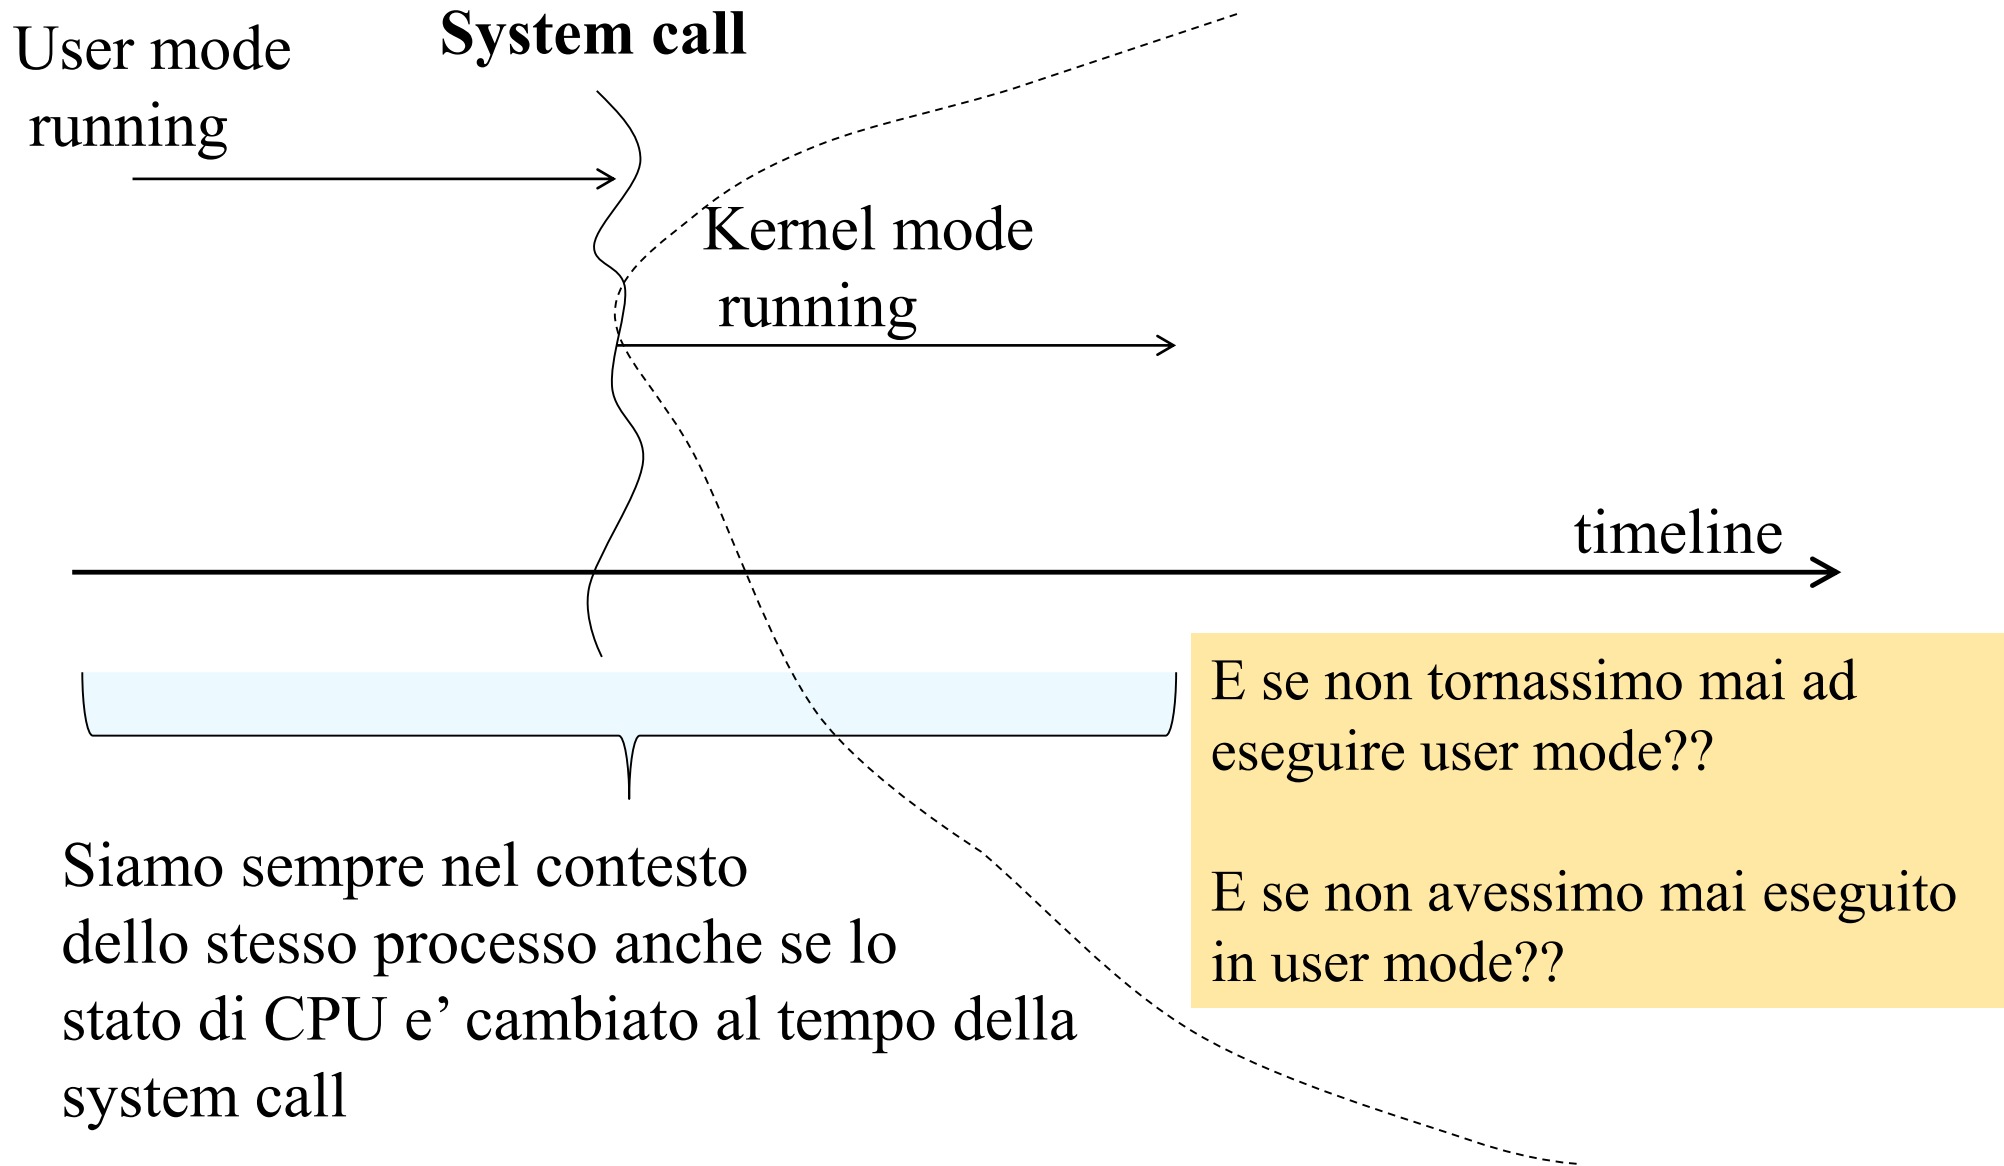 User mode
running
System call
Kernel mode
running
timeline
E se non tornassimo mai ad
eseguire user mode??
E se non avessimo mai eseguito
in user mode??
Siamo sempre nel contesto
dello stesso processo anche se lo
stato di CPU e’ cambiato al tempo della
system call